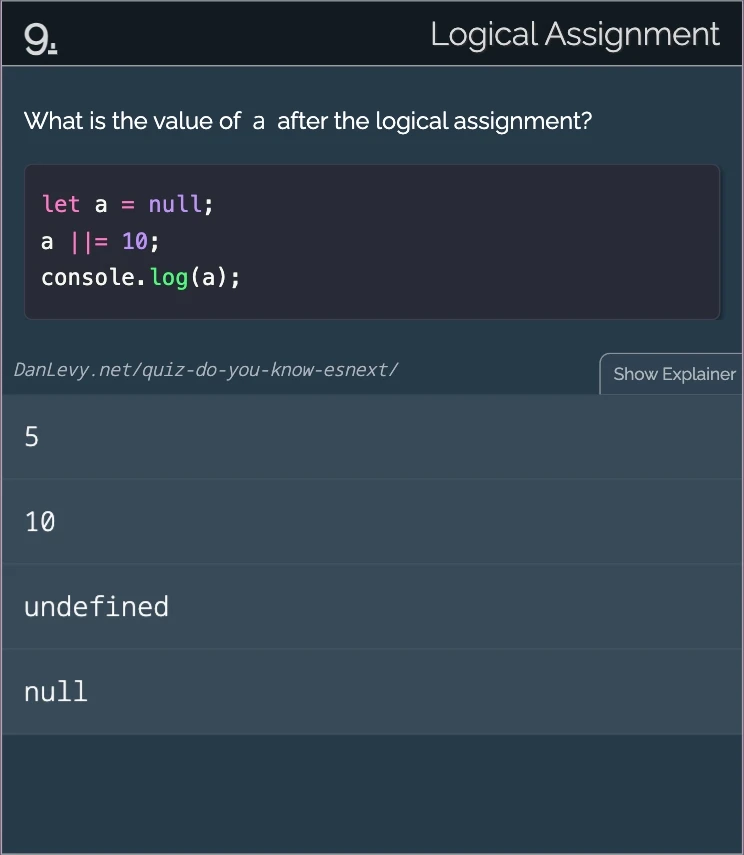 9.
Logical Assignment
What is the value of a after the logical assignment?
let a = null;
a ||= 10;
console.log(a);
DanLevy.net/quiz-do-you-know-esnext/
Show Explainer
5
10
undefined
null